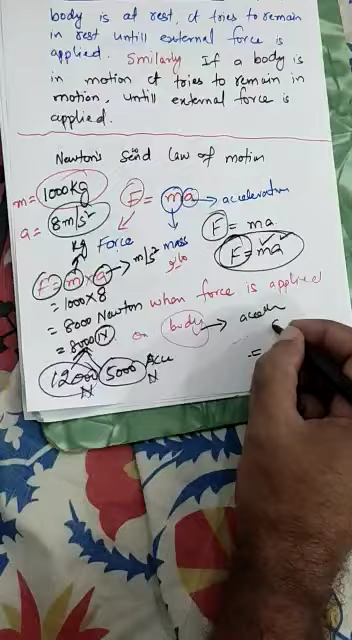 body is at rest, it tries to remain
in rest untill external force is
applied. Similarly If a body is
in motion it tries to remain in
motion, untill external force is
applied.
Newton's Law of motion
m = 1000 kg
F = ma → acceleration
a = 8 m/s²
kg Force mass F = ma
F = m × a → m/s² F = ma
= 1000 × 8
= 8000 Newton when force is applied
= 8000 N on body →
1200 5000
N N